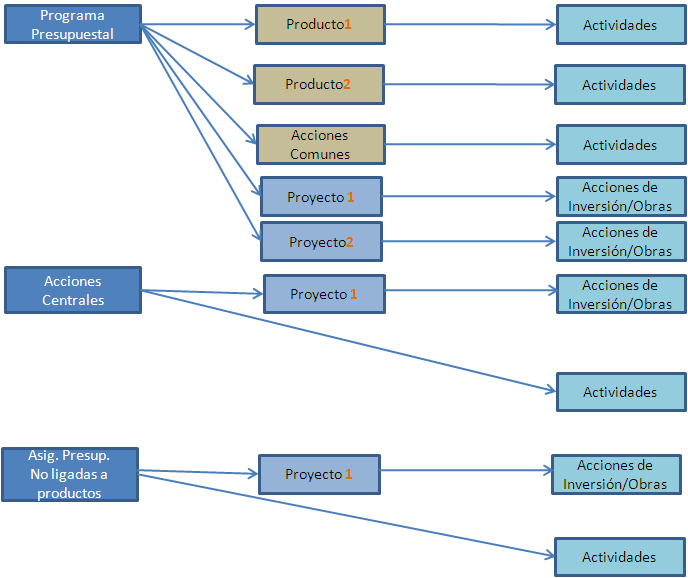 Programa
Presupuestal
Producto1
Actividades
Producto2
Actividades
Acciones
Comunes
Actividades
Proyecto 1
Acciones de
Inversión/Obras
Proyecto2
Acciones de
Inversión/Obras
Acciones
Centrales
Proyecto 1
Acciones de
Inversión/Obras
Actividades
Asig. Presup.
No ligadas a
productos
Proyecto 1
Acciones de
Inversión/Obras
Actividades